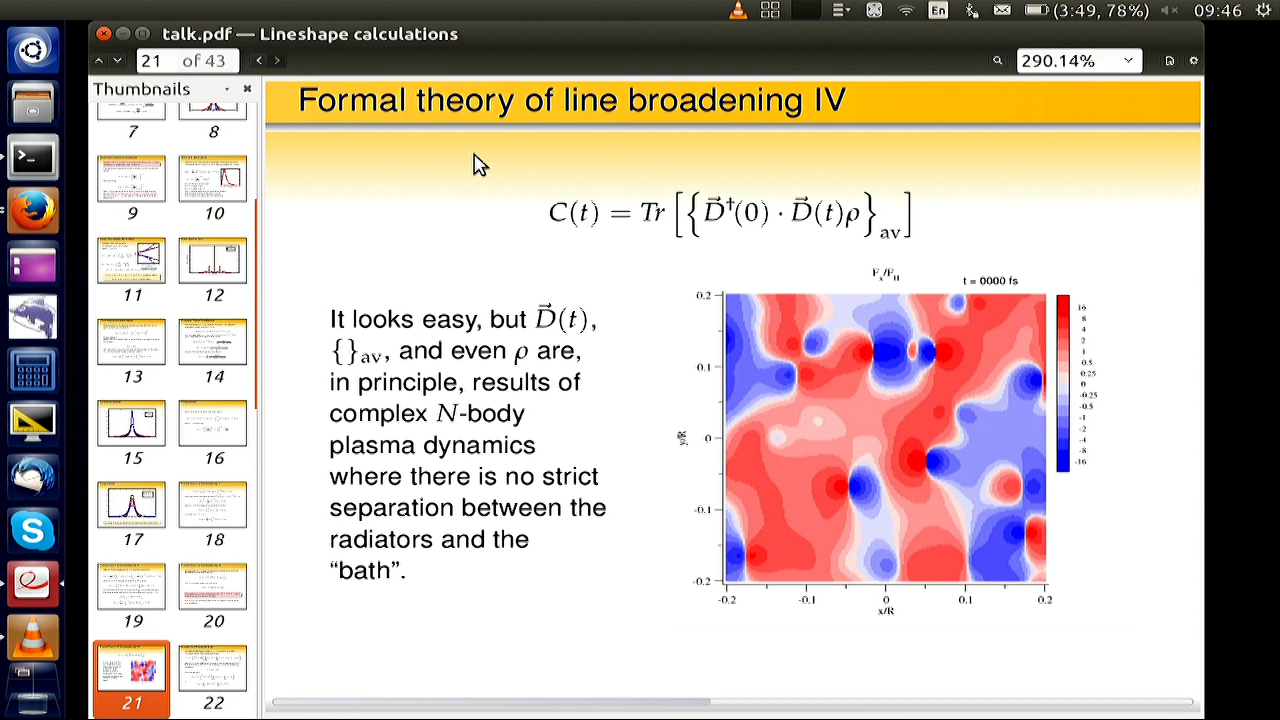 En
(3:49, 78%)
09:46
talk.pdf — Lineshape calculations
21 of 43
290.14%
Thumbnails
7 8
9 10
11 12
13 14
15 16
17 18
19 20
21 22
Formal theory of line broadening IV
C(t) = Tr [ { D⃗†(0) · D⃗(t)ρ }av ]
It looks easy, but D⃗(t),
{}av, and even ρ are,
in principle, results of
complex N-body
plasma dynamics
where there is no strict
separation between the
radiators and the
“bath”.
t = 0000 fs
0.2
0.1
0
-0.1
-0.2
y/R
-0.2 -0.1 0 0.1 0.2
x/R
16
8
4
2
1
0.5
0.25
0
-0.25
-0.5
-1
-2
-4
-8
-16